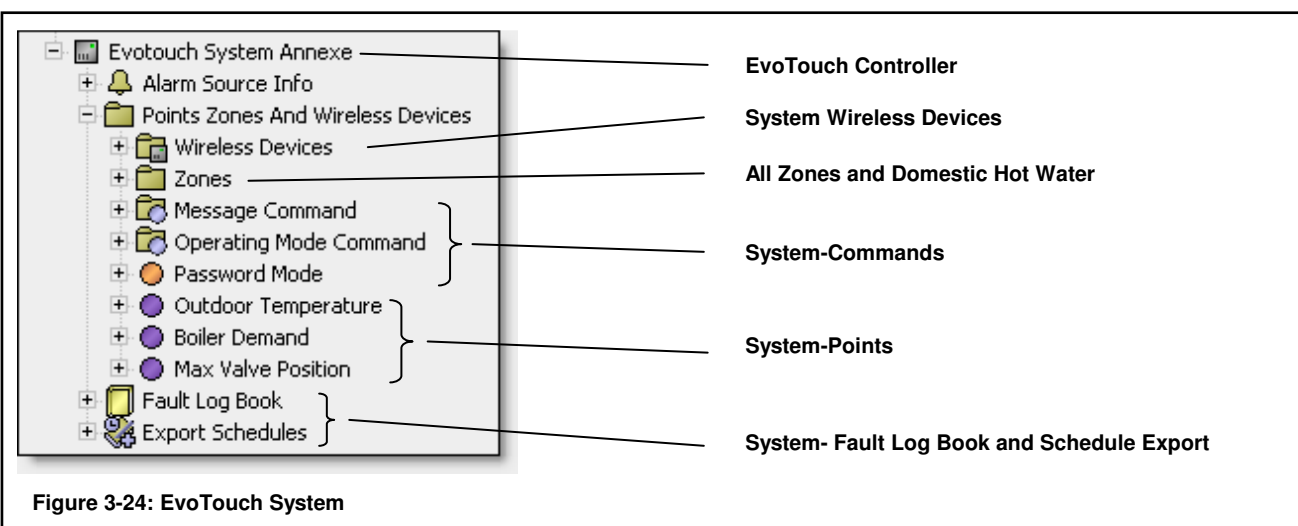 Evotouch System Annexe
EvoTouch Controller
Alarm Source Info
Points Zones And Wireless Devices
System Wireless Devices
Wireless Devices
Zones
All Zones and Domestic Hot Water
Message Command
Operating Mode Command
Password Mode
System-Commands
Outdoor Temperature
Boiler Demand
Max Valve Position
System-Points
Fault Log Book
Export Schedules
System- Fault Log Book and Schedule Export
Figure 3-24: EvoTouch System